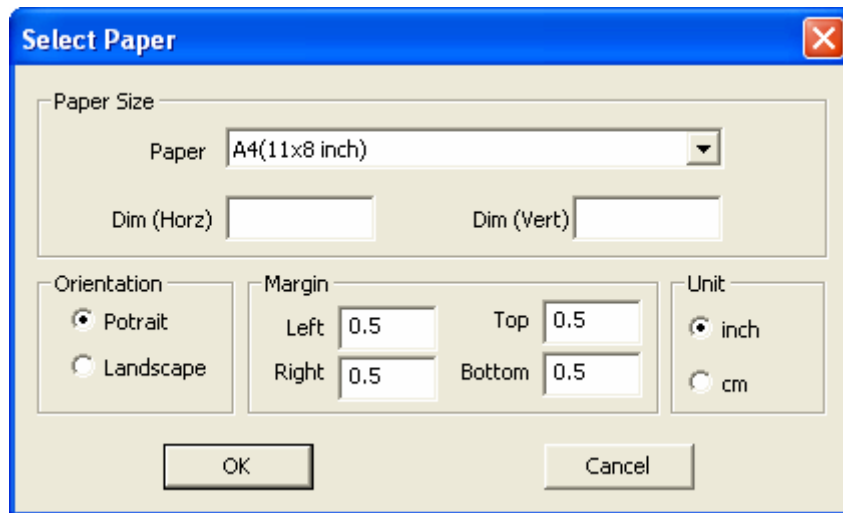 Select Paper
Paper Size
Paper A4(11x8 inch)
Dim (Horz) Dim (Vert)
Orientation Margin Unit
Potrait Left 0.5 Top 0.5 inch
Landscape Right 0.5 Bottom 0.5 cm
OK Cancel